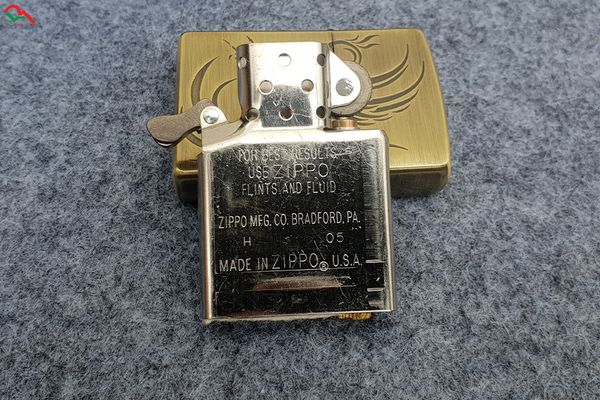 FOR BEST RESULTS
USE ZIPPO
FLINTS AND FLUID
ZIPPO MFG. CO. BRADFORD, PA.
H 05
MADE IN ZIPPO® U.S.A.